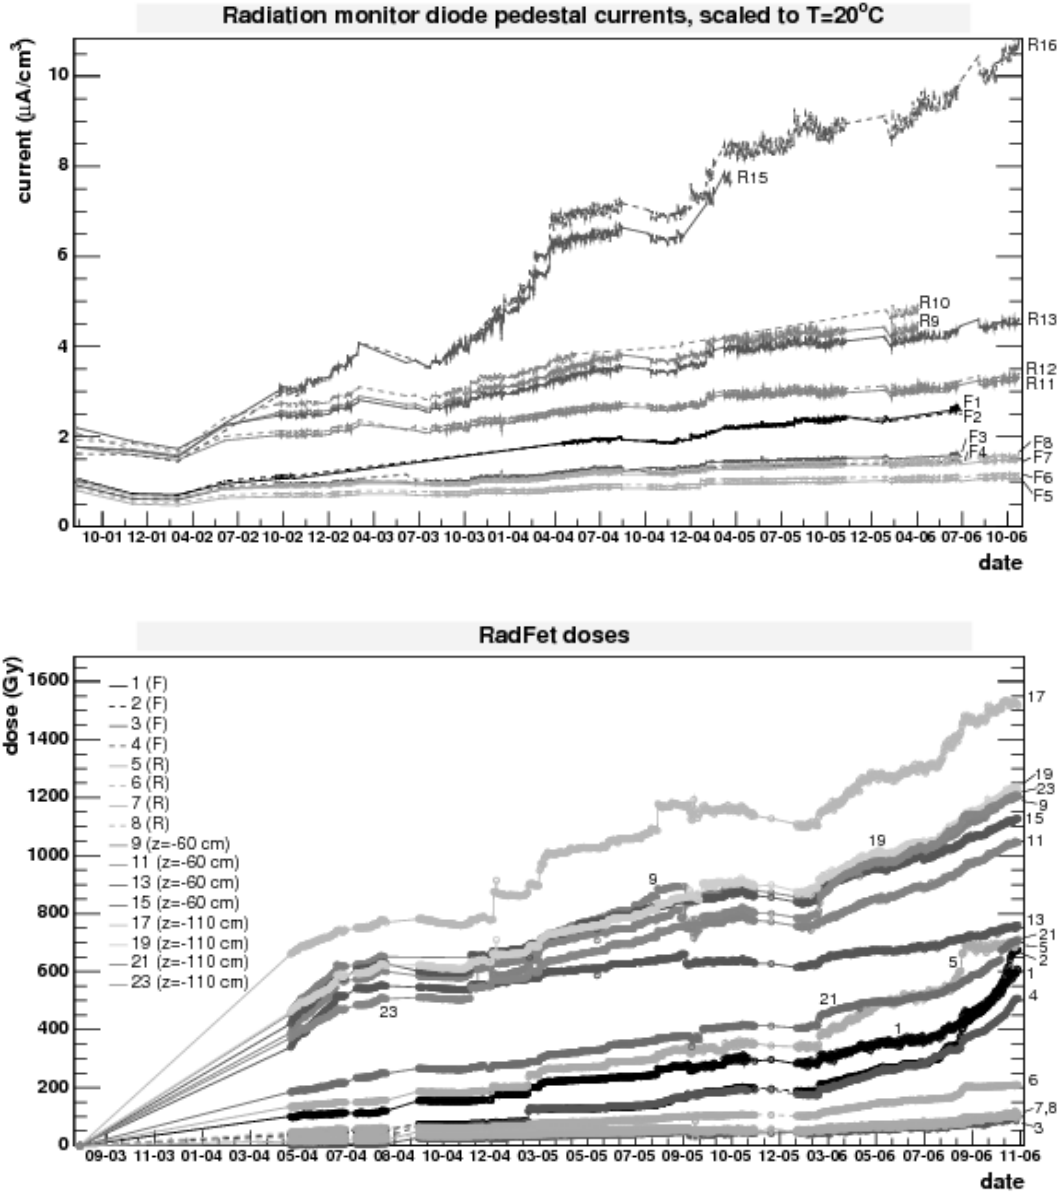 Radiation monitor diode pedestal currents, scaled to T=20°C
current (μA/cm³)
10
8
6
4
2
0
R16
R15
R10
R9
R13
R12
R11
F1
F2
F3
F4
F8
F7
F6
F5
10-01 12-01 04-02 07-02 10-02 12-02 04-03 07-03 10-03 01-04 04-04 07-04 10-04 12-04 04-05 07-05 10-05 12-05 04-06 07-06 10-06
date
RadFet doses
dose (Gy)
1600
1400
1200
1000
800
600
400
200
0
1 (F)
2 (F)
3 (F)
4 (F)
5 (R)
6 (R)
7 (R)
8 (R)
9 (z=-60 cm)
11 (z=-60 cm)
13 (z=-60 cm)
15 (z=-60 cm)
17 (z=-110 cm)
19 (z=-110 cm)
21 (z=-110 cm)
23 (z=-110 cm)
23
9
19
5
21
1
17
19
23
9
15
11
13
21
5
2
1
4
6
7,8
3
09-03 11-03 01-04 03-04 05-04 07-04 08-04 10-04 12-04 03-05 05-05 07-05 09-05 10-05 12-05 03-06 05-06 07-06 09-06 11-06
date